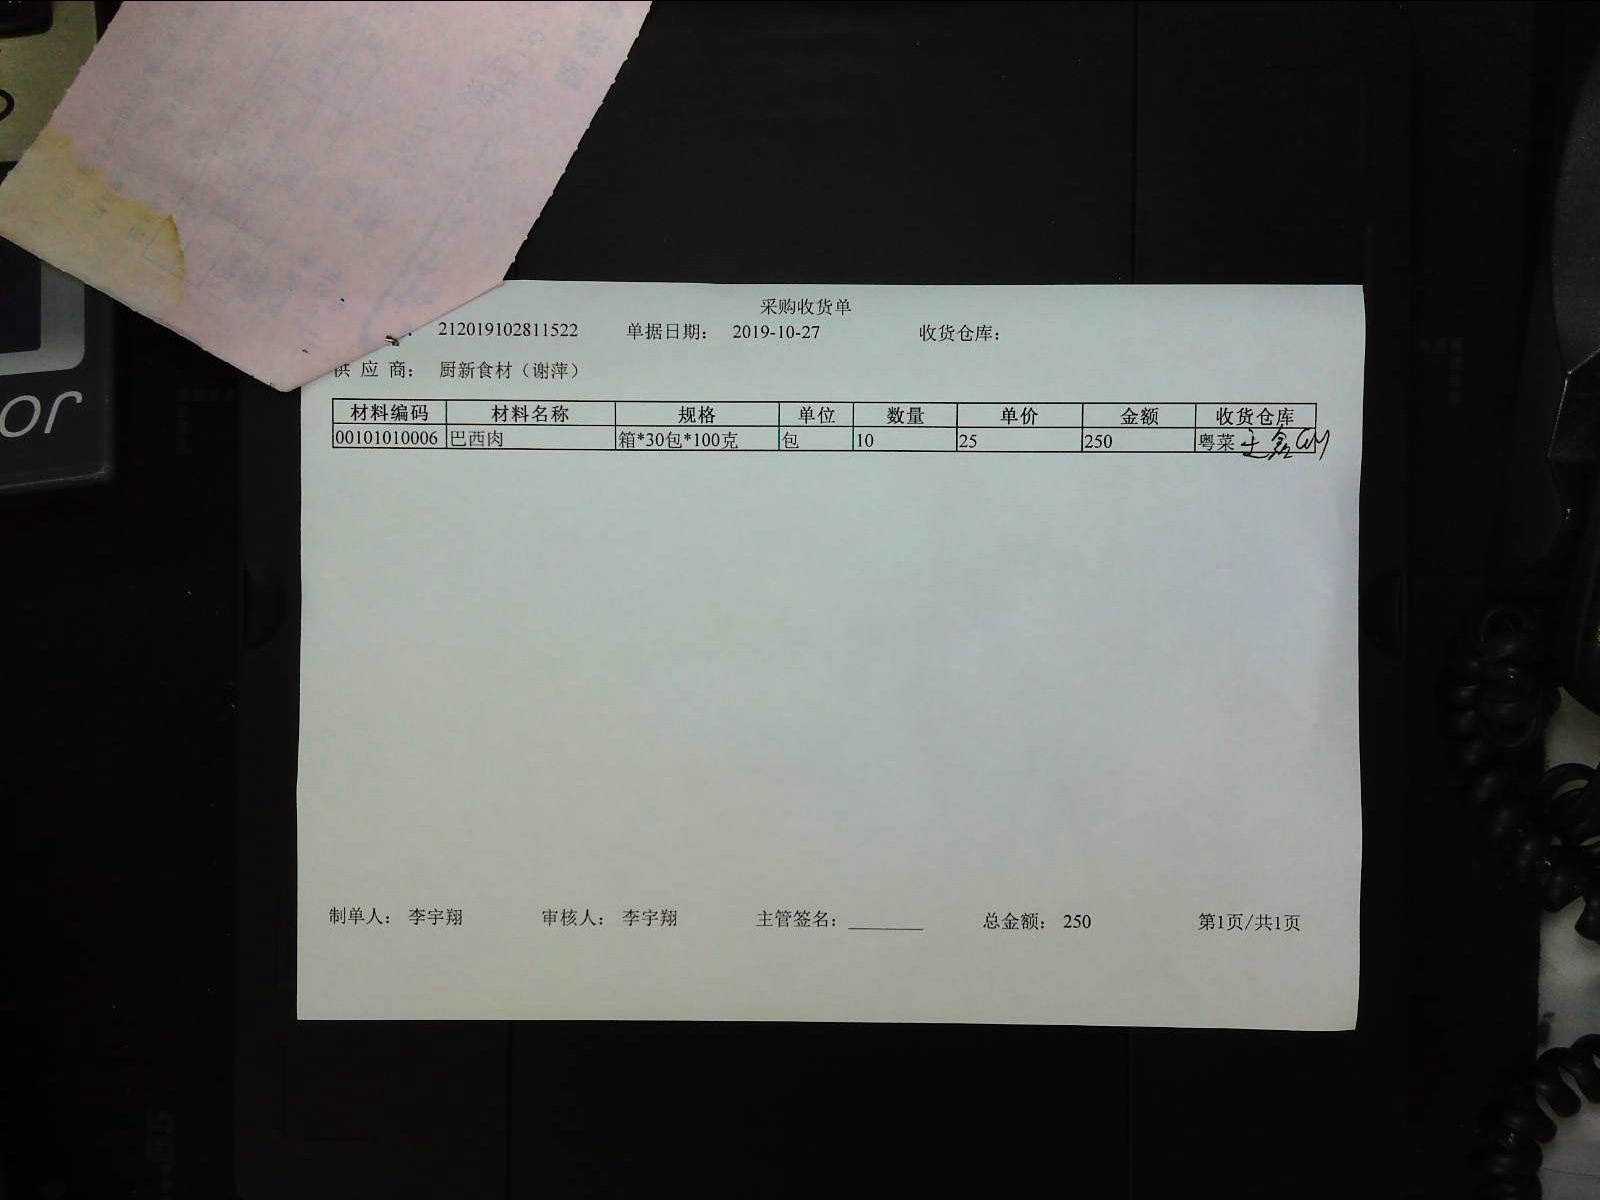 采购收货单
212019102811522 单据日期： 2019-10-27 收货仓库：
供 应 商： 厨新食材（谢萍）
材料编码 材料名称 规格 单位 数量 单价 金额 收货仓库
00101010006 巴西肉 箱*30包*100克 包 10 25 250 粤菜
制单人： 李宇翔 审核人： 李宇翔 主管签名：________ 总金额： 250 第1页/共1页
or